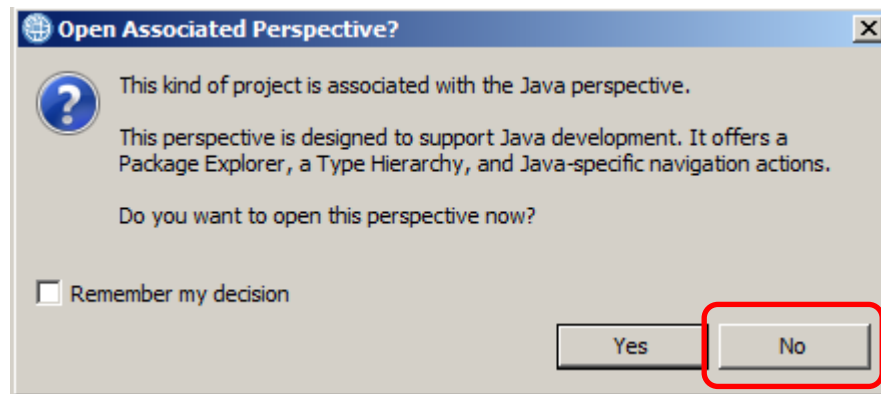 Open Associated Perspective?
This kind of project is associated with the Java perspective.
This perspective is designed to support Java development. It offers a
Package Explorer, a Type Hierarchy, and Java-specific navigation actions.
Do you want to open this perspective now?
Remember my decision
Yes No